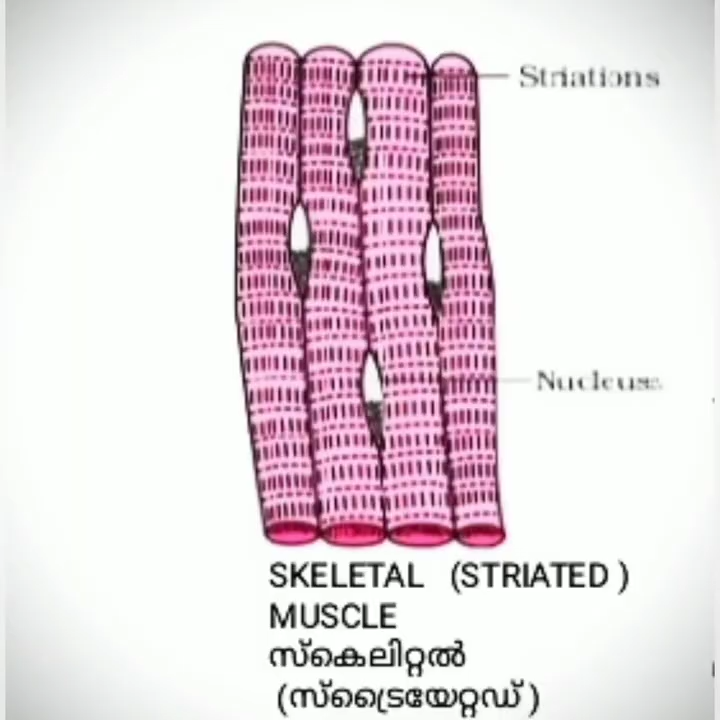 Striations
Nucleus
SKELETAL (STRIATED )
MUSCLE
സ്കെലിറ്റൽ
(സ്ട്രൈയേറ്റഡ് )